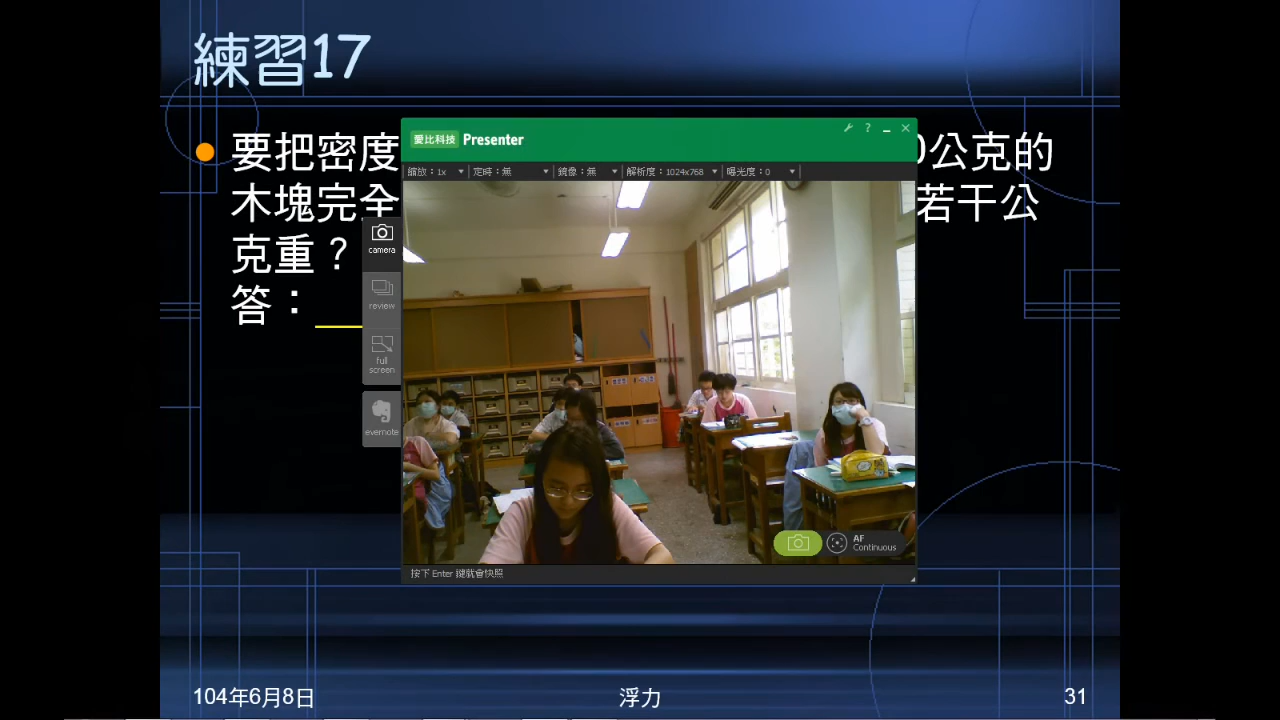 練習17
要把密度
0公克的
木塊完全
若干公
克重？
答：
愛比科技 Presenter
縮放：1x
定時：無
鏡像：無
解析度：1024x768
曝光度：0
camera
review
full
screen
evernote
AF
Continuous
按下 Enter 鍵就會快照
104年6月8日
浮力
31